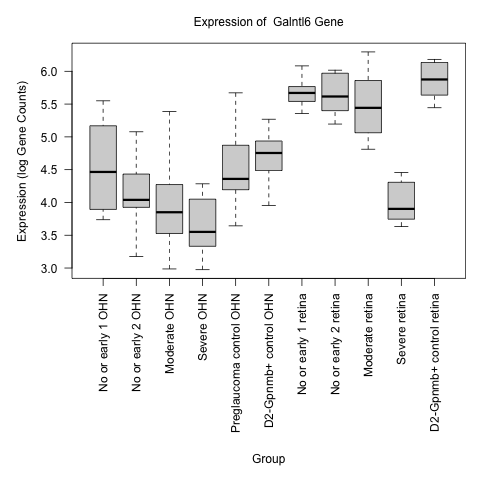 Expression of Galntl6 Gene
Expression (log Gene Counts)
6.0
5.5
5.0
4.5
4.0
3.5
3.0
No or early 1 OHN
No or early 2 OHN
Moderate OHN
Severe OHN
Preglaucoma control OHN
D2-Gpnmb+ control OHN
No or early 1 retina
No or early 2 retina
Moderate retina
Severe retina
D2-Gpnmb+ control retina
Group